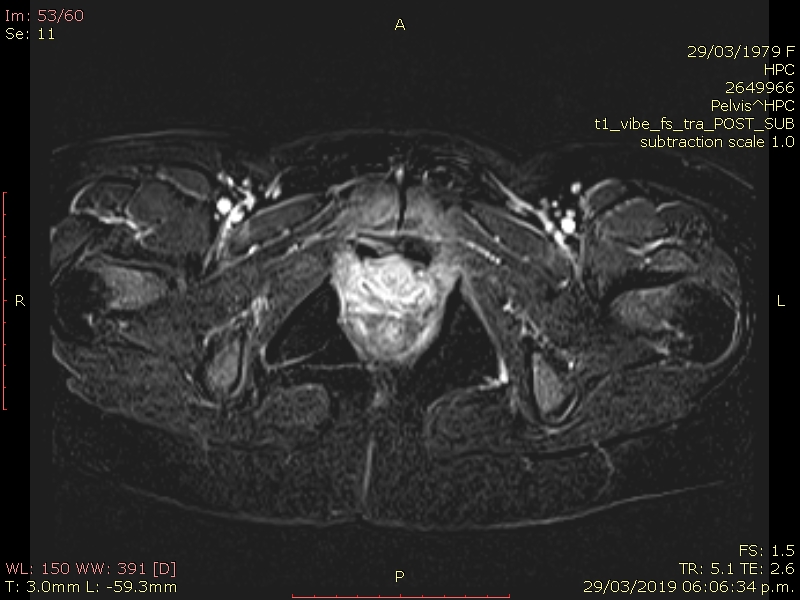 Im: 53/60
Se: 11
A
29/03/1979 F
HPC
2649966
Pelvis^HPC
t1_vibe_fs_tra_POST_SUB
subtraction scale 1.0
R
L
WL: 150 WW: 391 [D]
T: 3.0mm L: -59.3mm
P
FS: 1.5
TR: 5.1 TE: 2.6
29/03/2019 06:06:34 p.m.